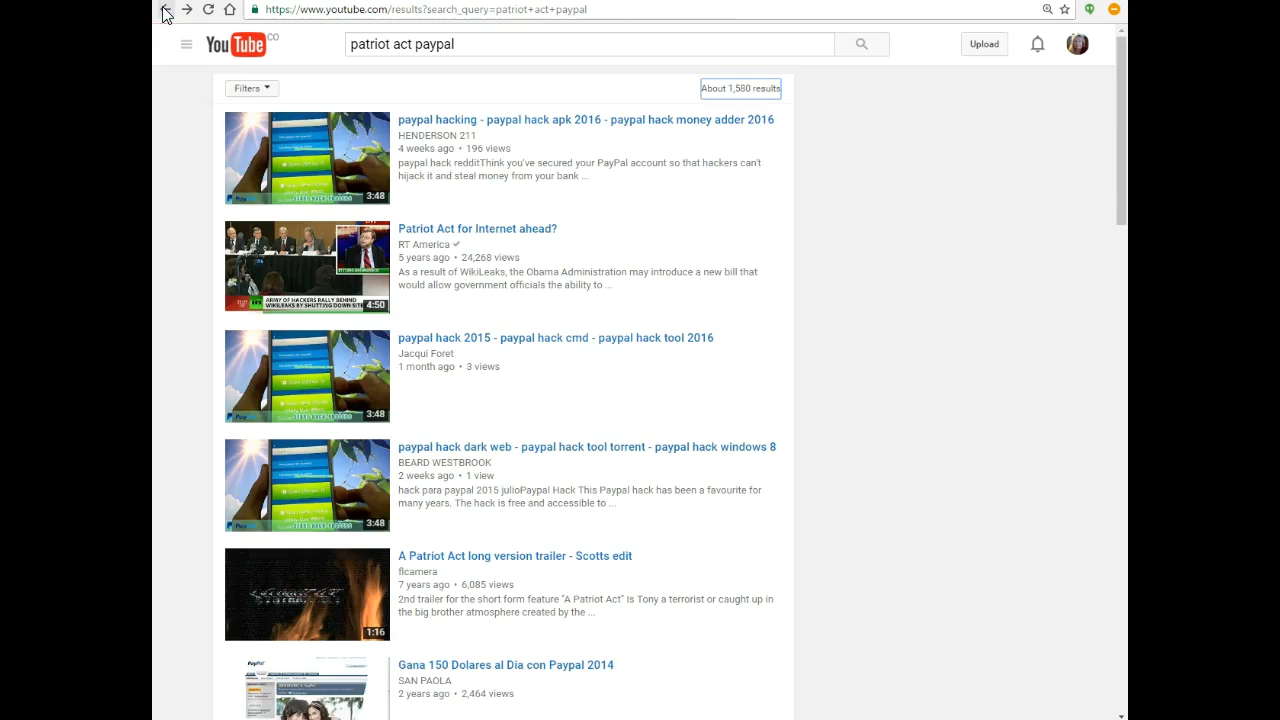 https://www.youtube.com/results?search_query=patriot+act+paypal
YouTube CO
patriot act paypal
Upload
Filters
About 1,580 results
paypal hacking - paypal hack apk 2016 - paypal hack money adder 2016
HENDERSON 211
4 weeks ago • 196 views
paypal hack redditThink you've secured your PayPal account so that hackers can't
hijack it and steal money from your bank ...
3:48
Patriot Act for Internet ahead?
RT America
5 years ago • 24,268 views
As a result of WikiLeaks, the Obama Administration may introduce a new bill that
would allow government officials the ability to ...
ARMY OF HACKERS RALLY BEHIND
WIKILEAKS BY SHUTTING DOWN SITE
4:50
paypal hack 2015 - paypal hack cmd - paypal hack tool 2016
Jacqui Foret
1 month ago • 3 views
3:48
paypal hack dark web - paypal hack tool torrent - paypal hack windows 8
BEARD WESTBROOK
2 weeks ago • 1 view
hack para paypal 2015 julioPaypal Hack This Paypal hack has been a favourite for
many years. The hack is free and accessible to ...
3:48
A Patriot Act long version trailer - Scotts edit
flcamera
7 years ago • 6,085 views
2nd trailer for the short form feature "A Patriot Act" Is Tony a terrorist or caught up in
the big brother atmosphere created by the ...
1:16
PayPal
Gana 150 Dolares al Dia con Paypal 2014
SAN PAOLA
2 years ago • 2,048 views